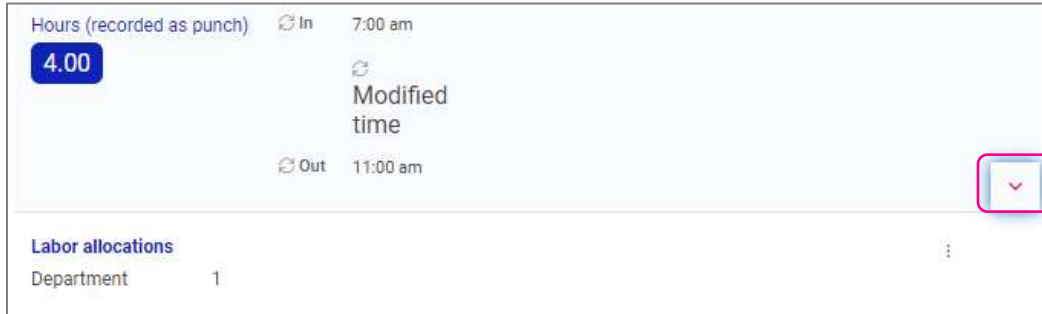 Hours (recorded as punch) In 7:00 am
4.00
Modified
time
Out 11:00 am
Labor allocations
Department 1